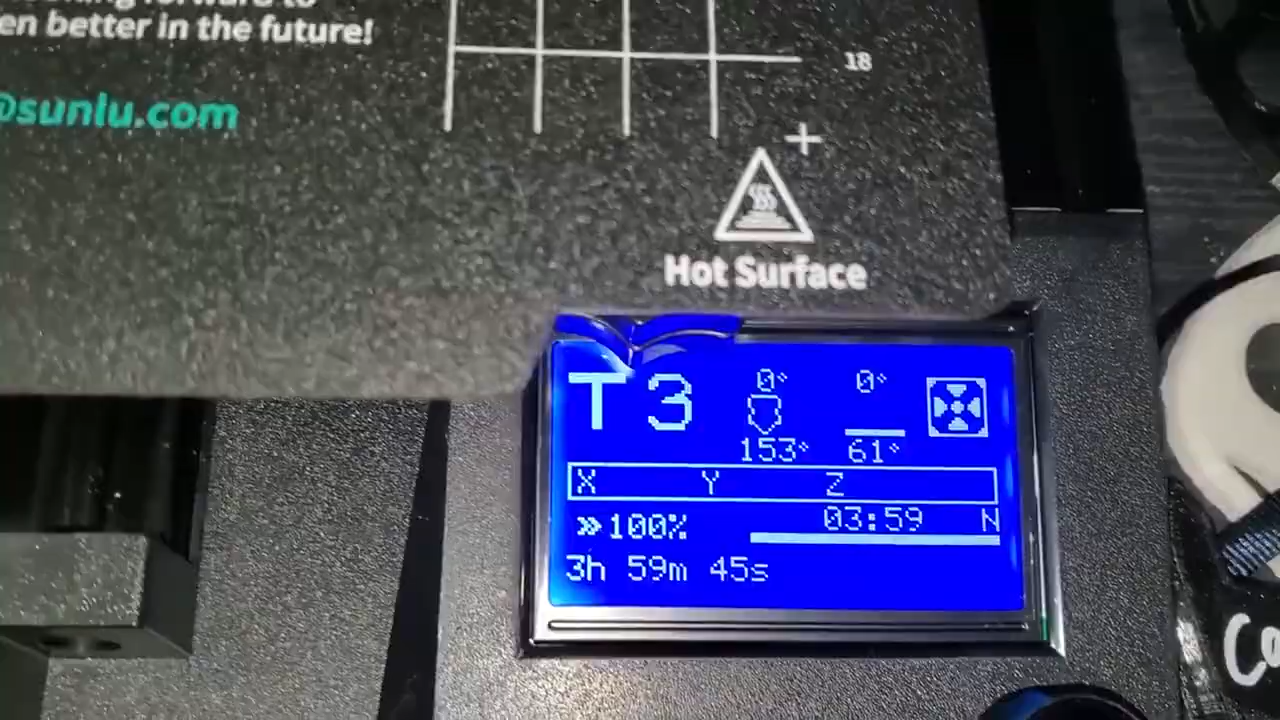 en better in the future!
@sunlu.com
18
Hot Surface
T3
0° 0°
153° 61°
X Y Z
»100% 03:59 N
3h 59m 45s